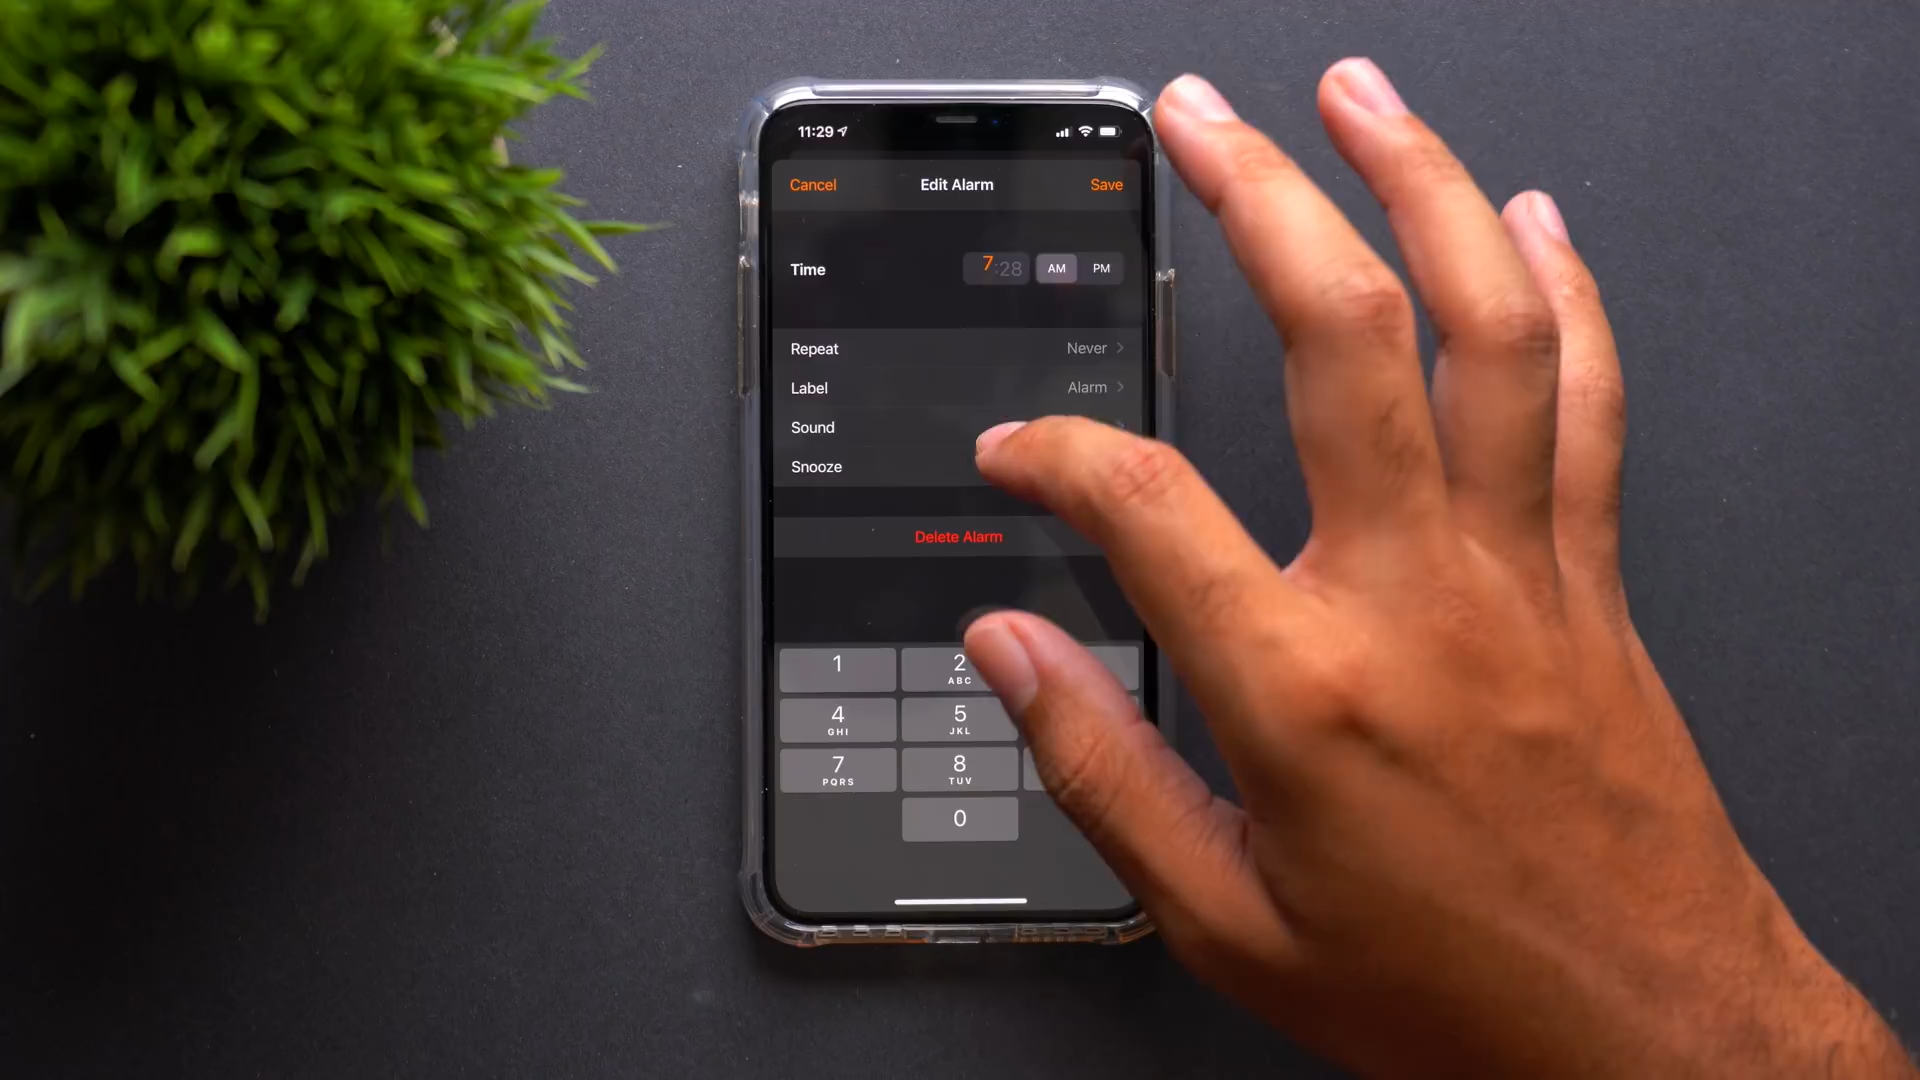 11:29
Cancel Edit Alarm Save
Time 7:28 AM PM
Repeat Never
Label Alarm
Sound
Snooze
Delete Alarm
1 2
ABC
4 5
GHI JKL
7 8
PQRS TUV
0